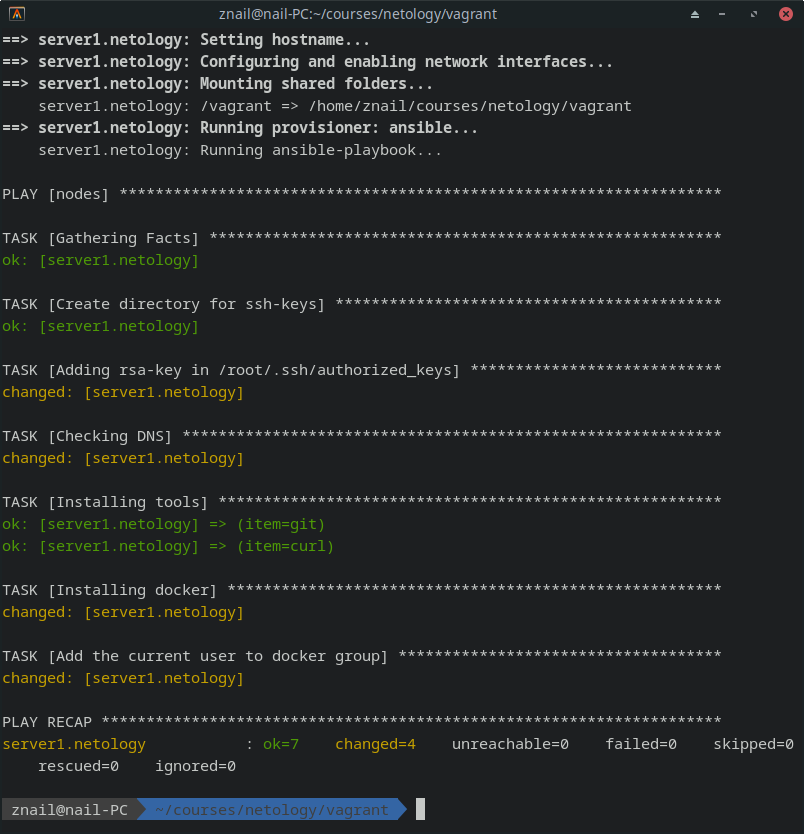 znail@nail-PC:~/courses/netology/vagrant
==> server1.netology: Setting hostname...
==> server1.netology: Configuring and enabling network interfaces...
==> server1.netology: Mounting shared folders...
    server1.netology: /vagrant => /home/znail/courses/netology/vagrant
==> server1.netology: Running provisioner: ansible...
    server1.netology: Running ansible-playbook...

PLAY [nodes] *******************************************************************

TASK [Gathering Facts] *********************************************************
ok: [server1.netology]

TASK [Create directory for ssh-keys] *******************************************
ok: [server1.netology]

TASK [Adding rsa-key in /root/.ssh/authorized_keys] ****************************
changed: [server1.netology]

TASK [Checking DNS] ************************************************************
changed: [server1.netology]

TASK [Installing tools] ********************************************************
ok: [server1.netology] => (item=git)
ok: [server1.netology] => (item=curl)

TASK [Installing docker] *******************************************************
changed: [server1.netology]

TASK [Add the current user to docker group] ************************************
changed: [server1.netology]

PLAY RECAP *********************************************************************
server1.netology           : ok=7    changed=4    unreachable=0    failed=0    skipped=0
    rescued=0    ignored=0

znail@nail-PC ~/courses/netology/vagrant